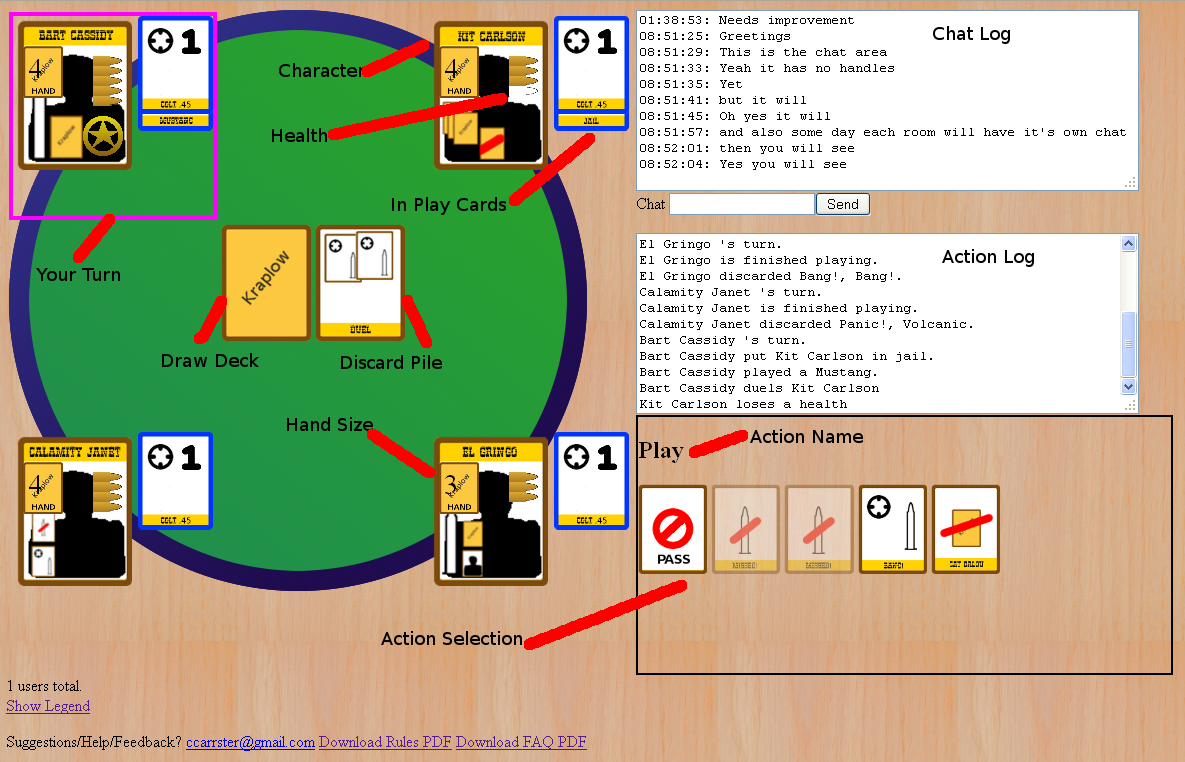 BART CASSIDY
4
Kraplow
HAND
1
COLT .45
MUSTANG
Your Turn
Character
Health
KIT CARLSON
4
Kraplow
HAND
1
COLT .45
JAIL
In Play Cards
Kraplow
DUEL
Draw Deck
Discard Pile
Hand Size
CALAMITY JANET
4
Kraplow
HAND
1
COLT .45
EL GRINGO
3
Kraplow
HAND
1
COLT .45
Action Selection
Chat Log
01:38:53: Needs improvement
08:51:25: Greetings
08:51:29: This is the chat area
08:51:33: Yeah it has no handles
08:51:35: Yet
08:51:41: but it will
08:51:45: Oh yes it will
08:51:57: and also some day each room will have it's own chat
08:52:01: then you will see
08:52:04: Yes you will see
Chat
Send
Action Log
El Gringo 's turn.
El Gringo is finished playing.
El Gringo discarded Bang!, Bang!.
Calamity Janet 's turn.
Calamity Janet is finished playing.
Calamity Janet discarded Panic!, Volcanic.
Bart Cassidy 's turn.
Bart Cassidy put Kit Carlson in jail.
Bart Cassidy played a Mustang.
Bart Cassidy duels Kit Carlson
Kit Carlson loses a health
Play
Action Name
PASS
MISSED!
MISSED!
BANG!
CAT BALOU
1 users total.
Show Legend
Suggestions/Help/Feedback? ccarrster@gmail.com Download Rules PDF Download FAQ PDF